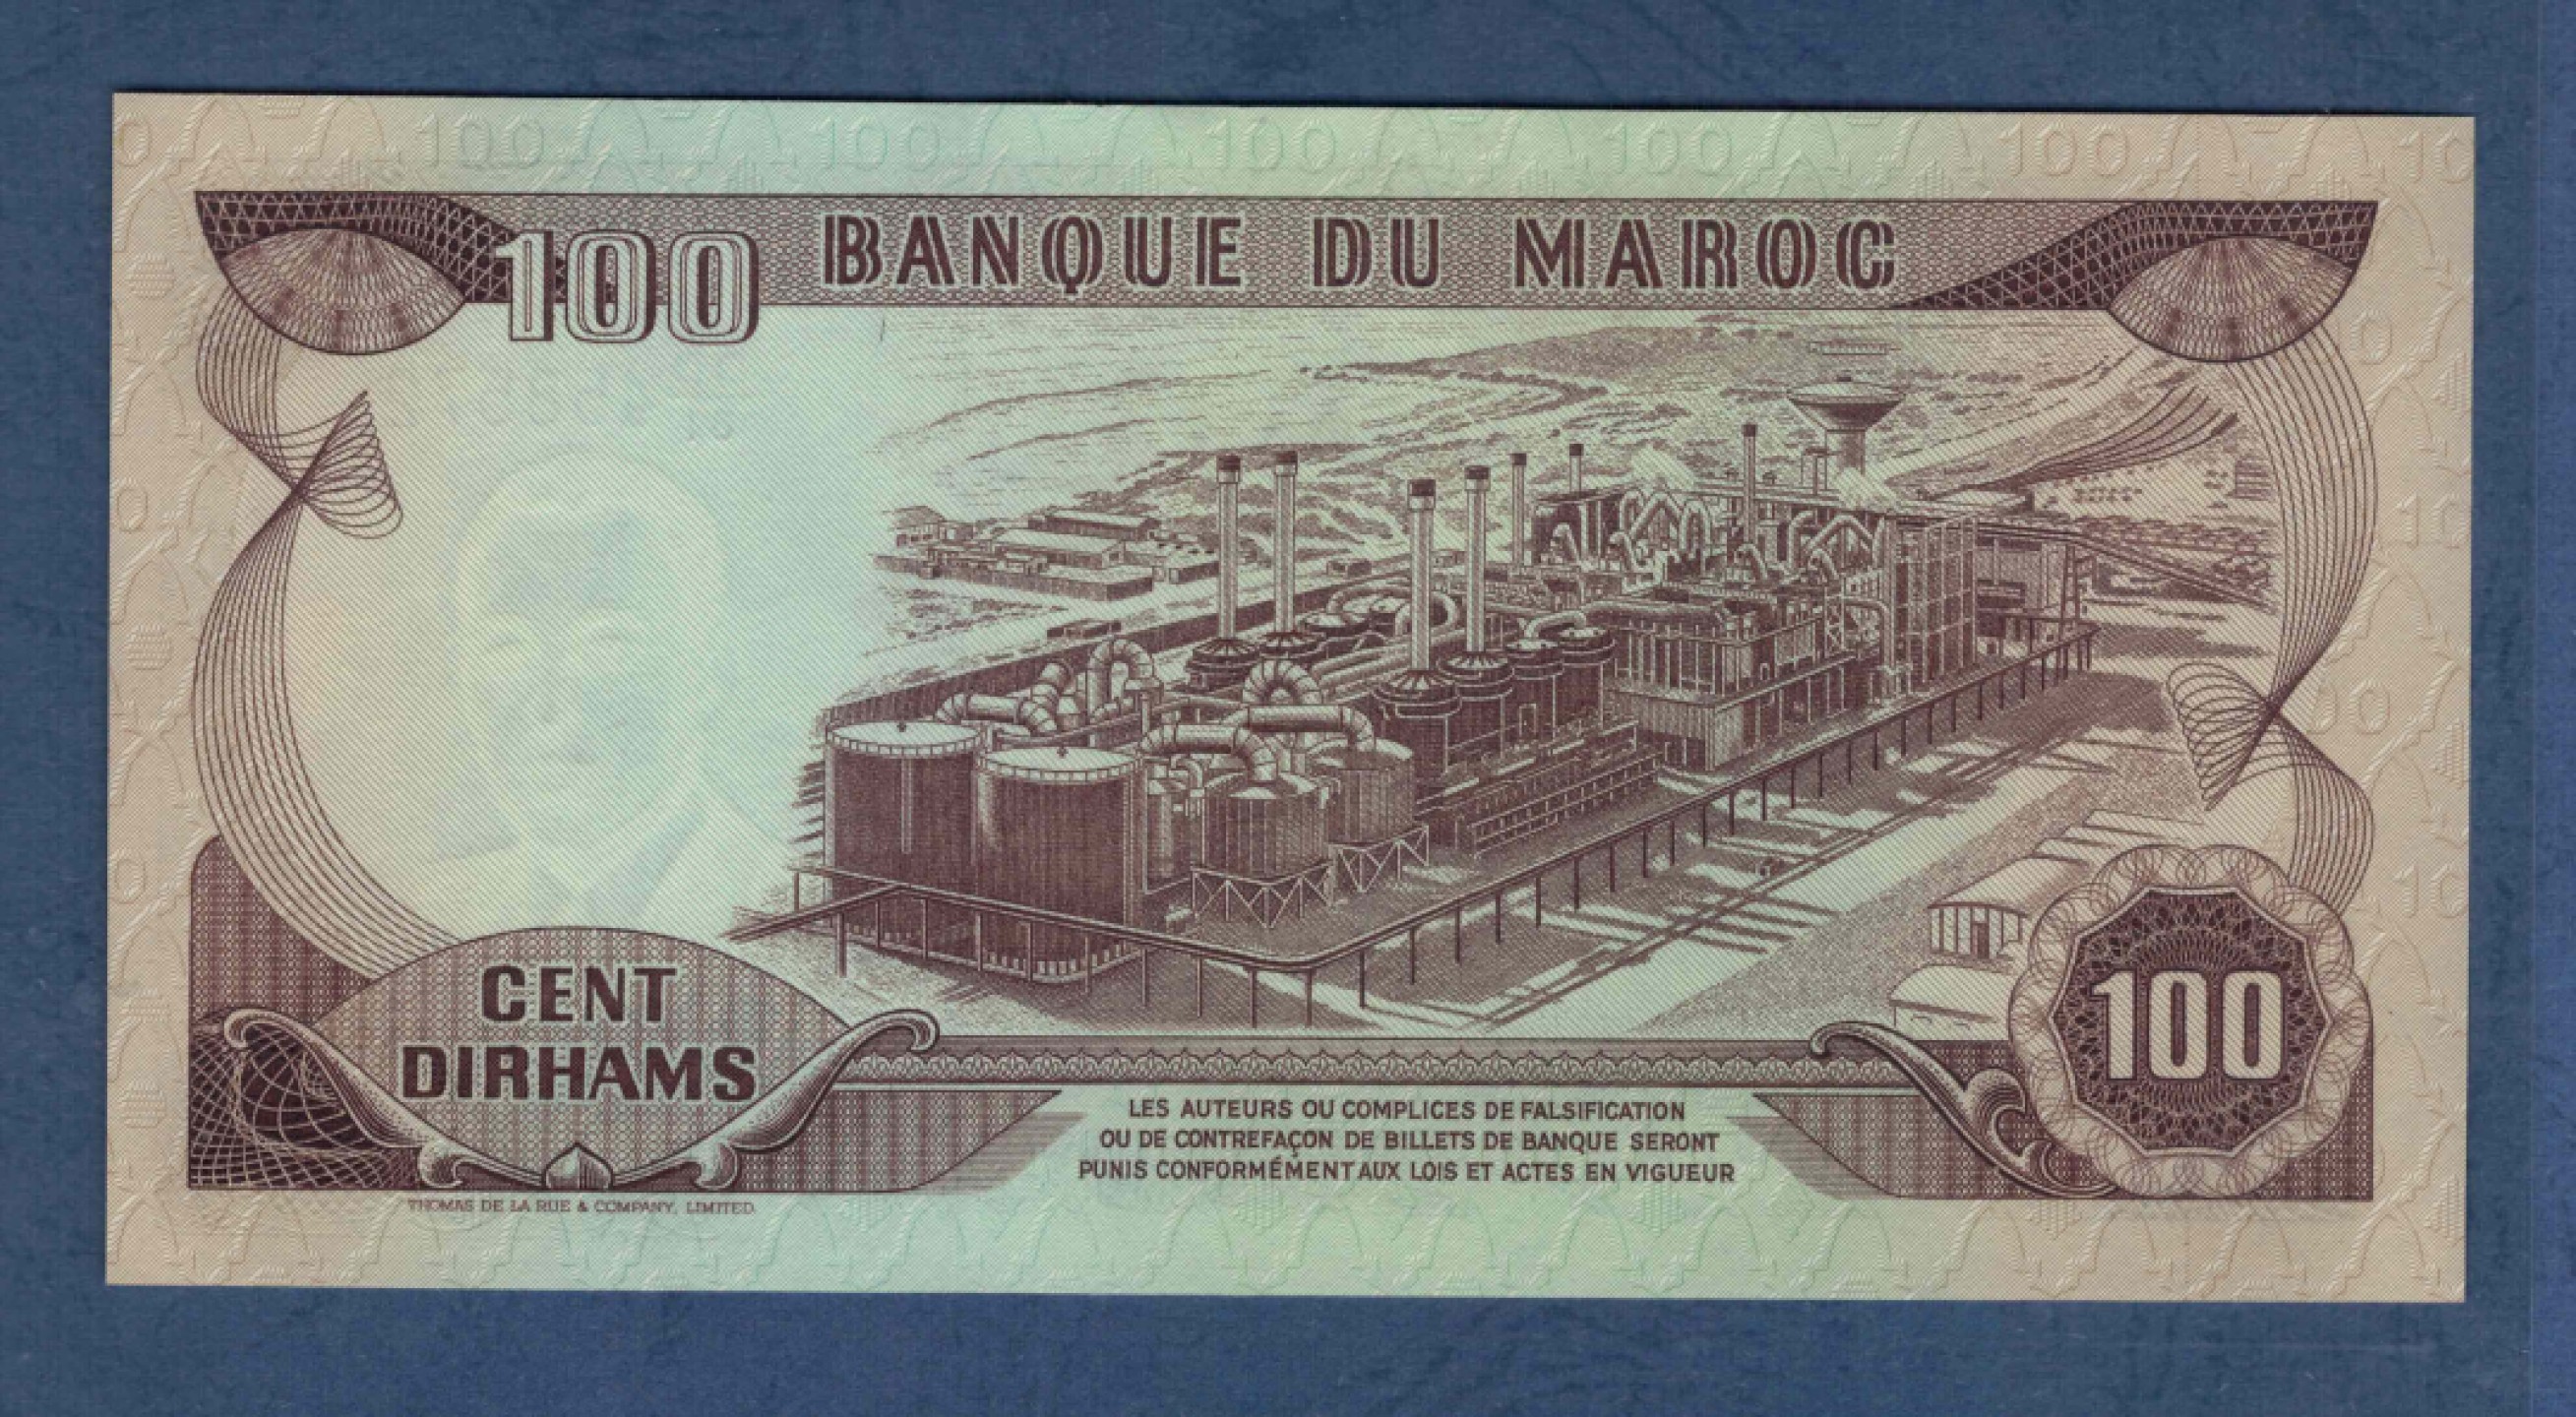 100 BANQUE DU MAROC
CENT
DIRHAMS
100
LES AUTEURS OU COMPLICES DE FALSIFICATION
OU DE CONTREFAÇON DE BILLETS DE BANQUE SERONT
PUNIS CONFORMÉMENT AUX LOIS ET ACTES EN VIGUEUR
THOMAS DE LA RUE & COMPANY, LIMITED.